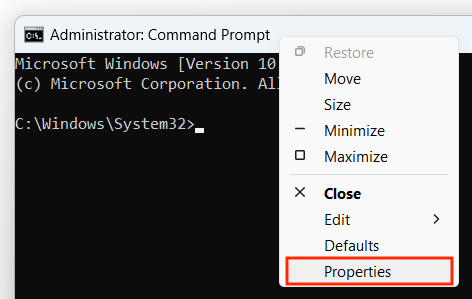 Administrator: Command Prompt
Microsoft Windows [Version 10
(c) Microsoft Corporation. Al
C:\Windows\System32>
Restore
Move
Size
Minimize
Maximize
Close
Edit
Defaults
Properties